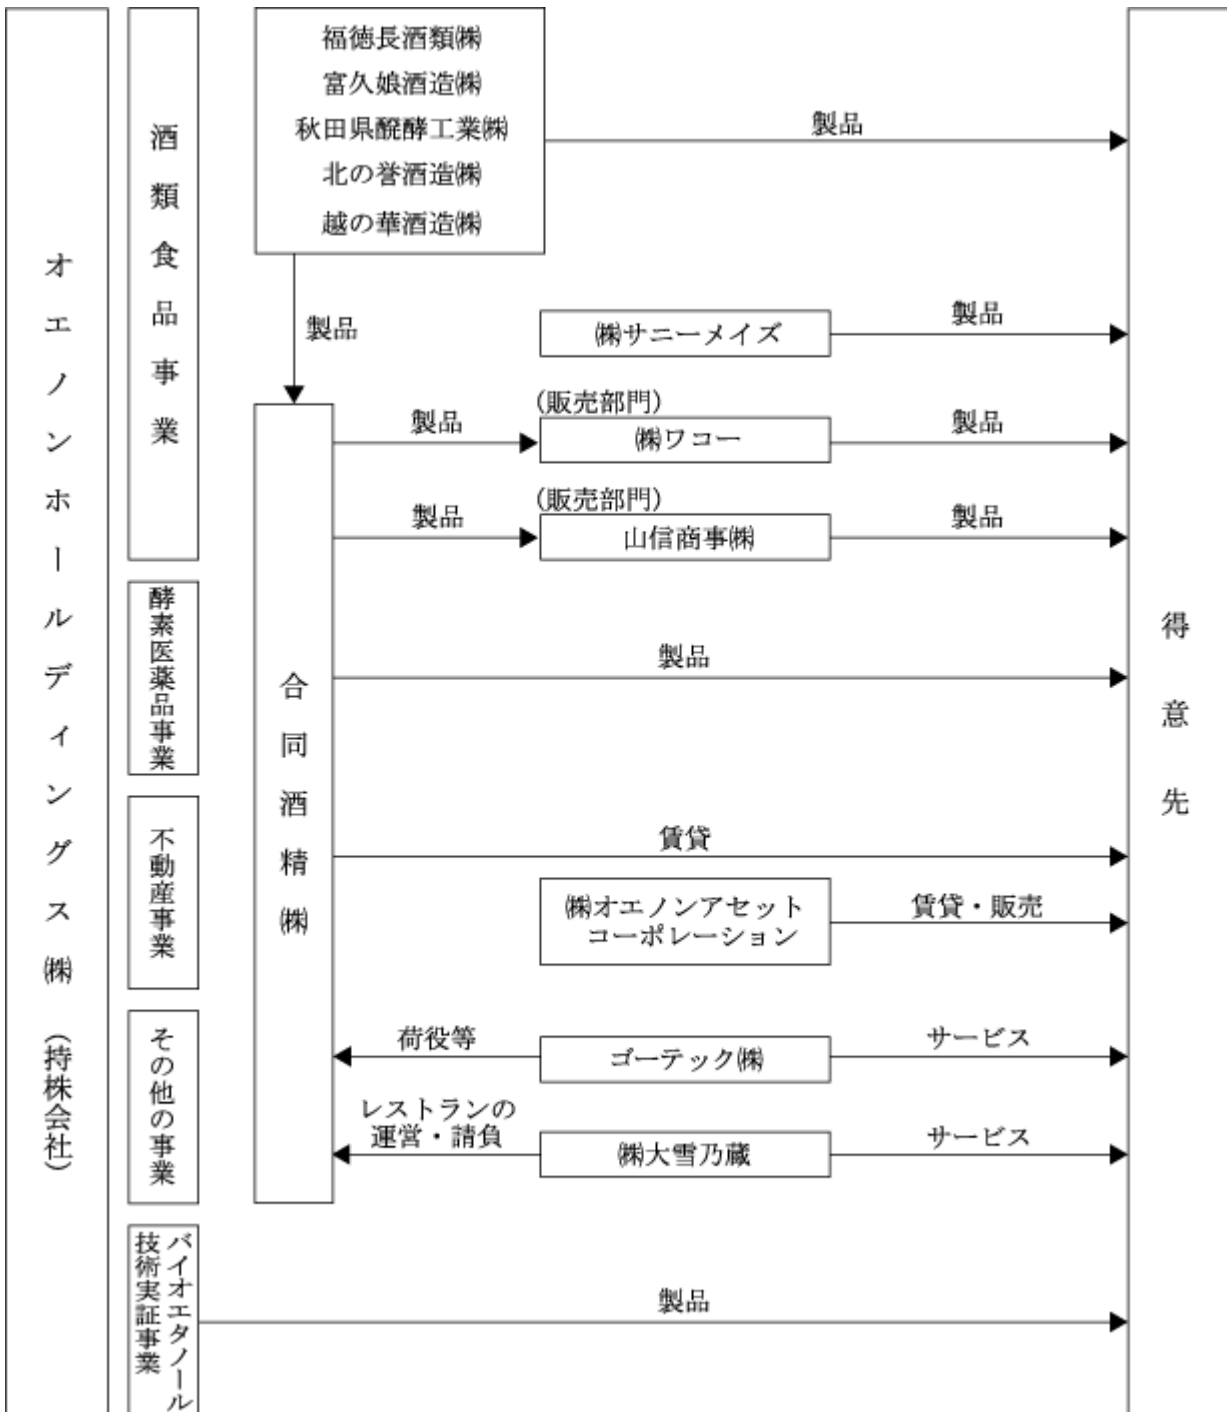 オエノンホールディングス㈱（持株会社）
酒類食品事業
福徳長酒類㈱
富久娘酒造㈱
秋田県醗酵工業㈱
北の誉酒造㈱
越の華酒造㈱
製品
製品
㈱サニーメイズ
製品
製品
(販売部門)
㈱ワコー
製品
製品
(販売部門)
山信商事㈱
製品
酵素医薬品事業
合同酒精㈱
製品
得意先
不動産事業
賃貸
㈱オエノンアセット
コーポレーション
賃貸・販売
その他の事業
荷役等
ゴーテック㈱
サービス
レストランの
運営・請負
㈱大雪乃蔵
サービス
バイオエタノール
技術実証事業
製品